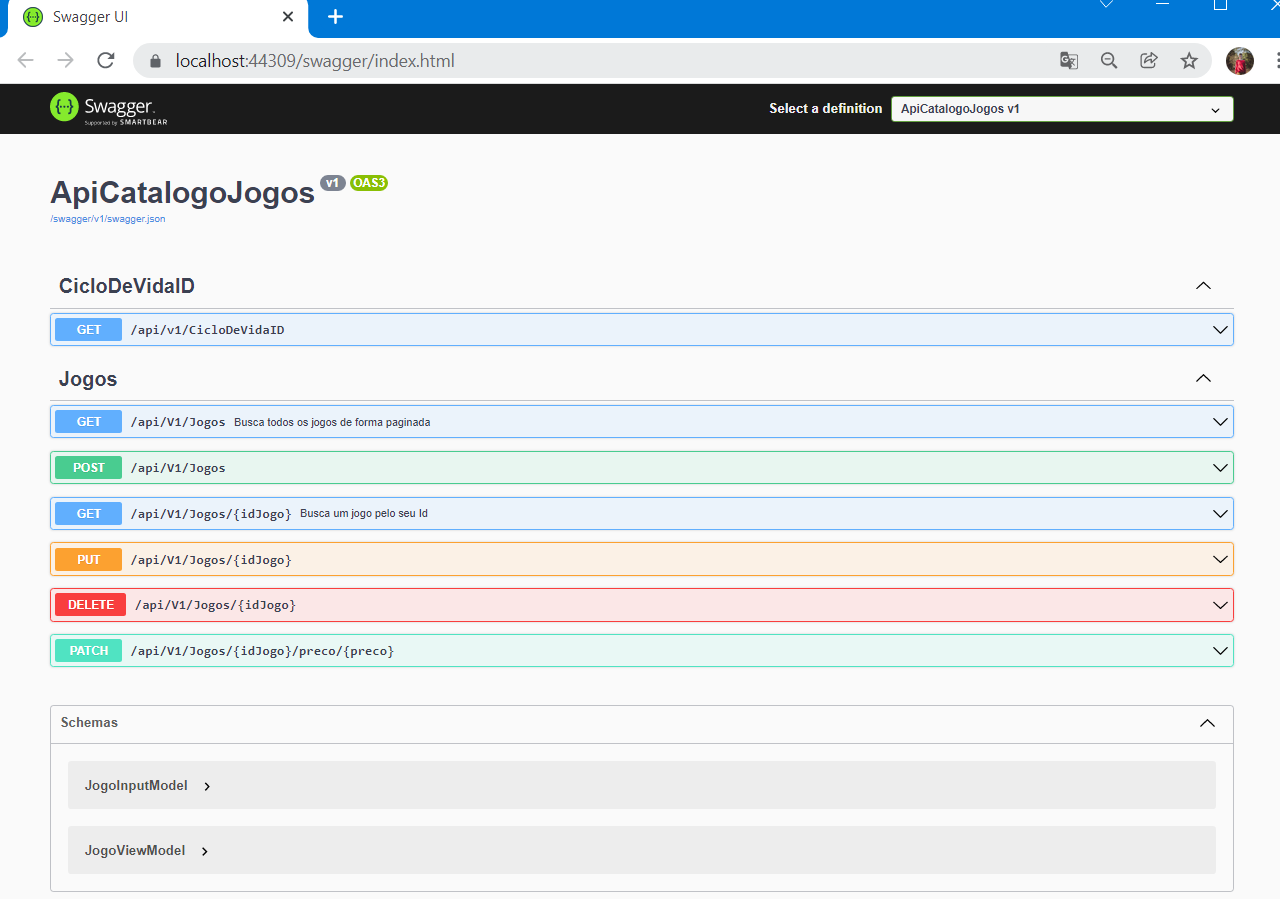 Swagger UI
localhost:44309/swagger/index.html
Swagger.
Supported by SMARTBEAR
Select a definition
ApiCatalogoJogos v1
ApiCatalogoJogos v1 OAS3
/swagger/v1/swagger.json
CicloDeVidaID
GET /api/v1/CicloDeVidaID
Jogos
GET /api/V1/Jogos Busca todos os jogos de forma paginada
POST /api/V1/Jogos
GET /api/V1/Jogos/{idJogo} Busca um jogo pelo seu Id
PUT /api/V1/Jogos/{idJogo}
DELETE /api/V1/Jogos/{idJogo}
PATCH /api/V1/Jogos/{idJogo}/preco/{preco}
Schemas
JogoInputModel
JogoViewModel